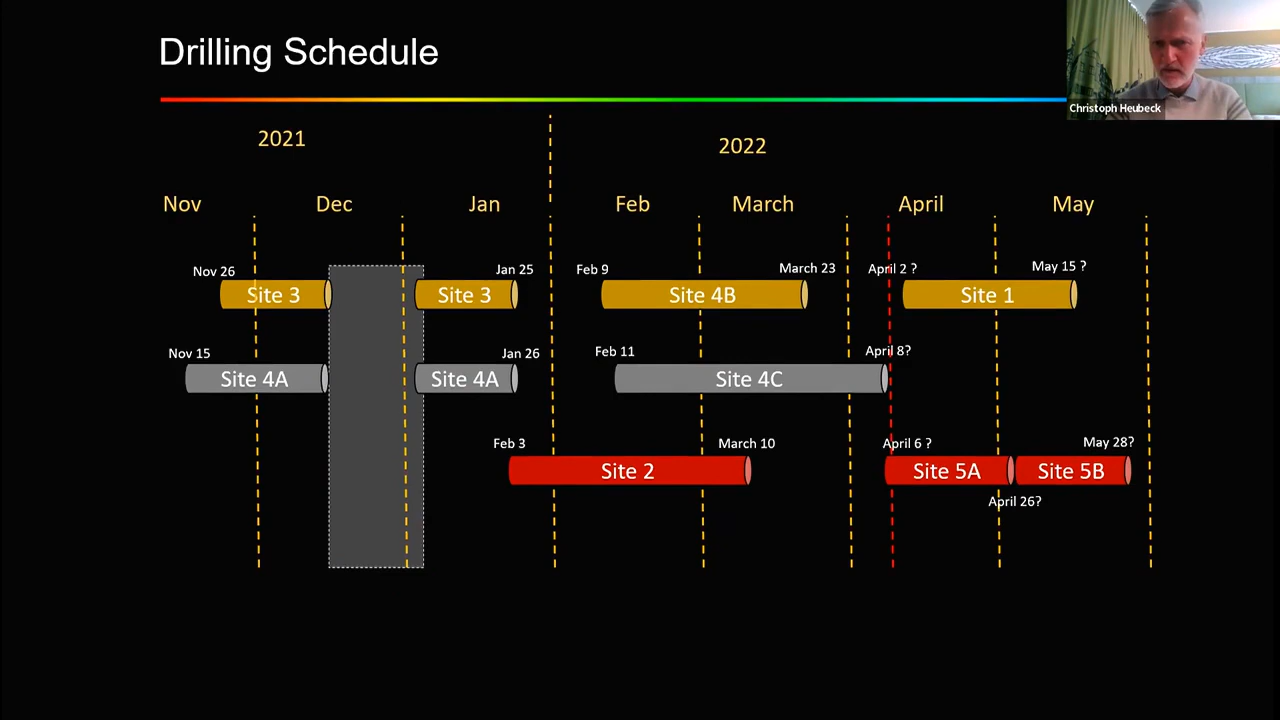 Drilling Schedule
Christoph Heubeck
2021
2022
Nov
Dec
Jan
Feb
March
April
May
Nov 26
Jan 25
Feb 9
March 23
April 2 ?
May 15 ?
Site 3
Site 3
Site 4B
Site 1
Nov 15
Jan 26
Feb 11
April 8?
Site 4A
Site 4A
Site 4C
Feb 3
March 10
April 6 ?
May 28?
Site 2
Site 5A
Site 5B
April 26?